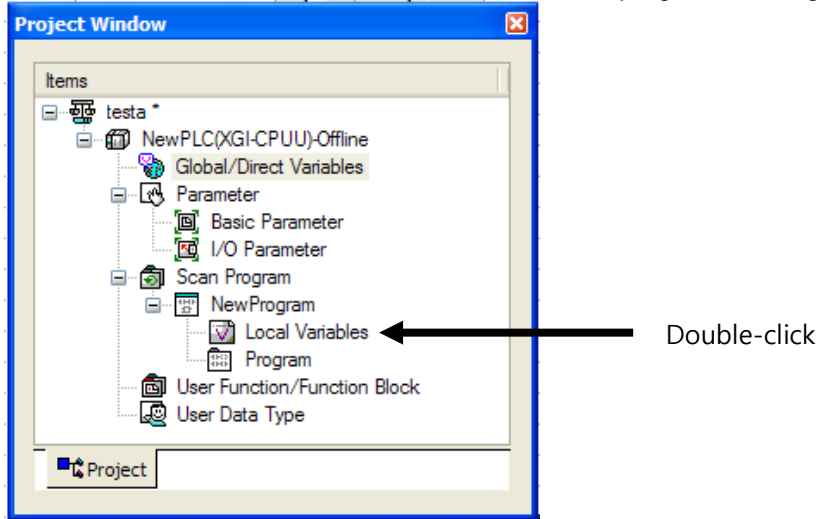 Project Window
Items
testa *
NewPLC(XGI-CPUU)-Offline
Global/Direct Variables
Parameter
Basic Parameter
I/O Parameter
Scan Program
NewProgram
Local Variables
Double-click
Program
User Function/Function Block
User Data Type
Project